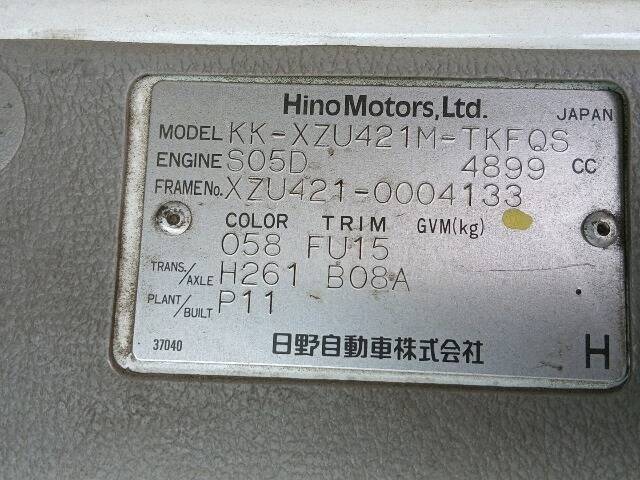 Hino Motors, Ltd. JAPAN
MODEL KK-XZU421M-TKFQS
ENGINE S05D 4899 CC
FRAME No. XZU421-0004133
COLOR TRIM GVM(kg)
058 FU15
TRANS./AXLE H261 B08A
PLANT/BUILT P11
37040 日野自動車株式会社 H